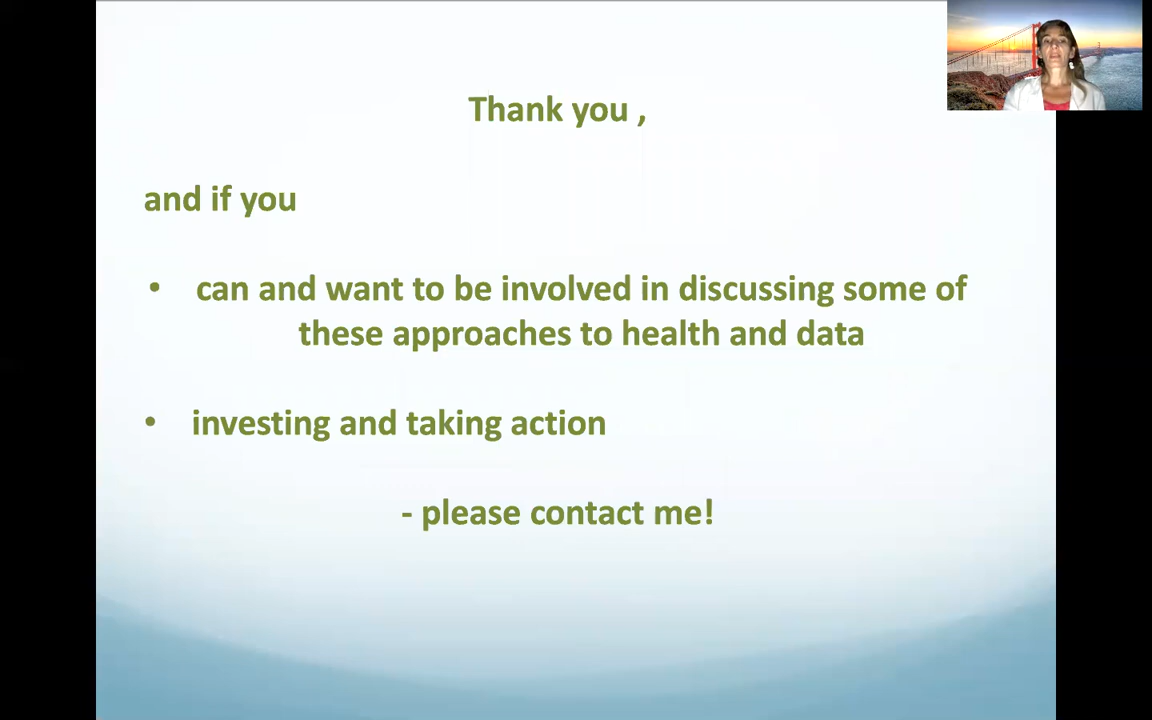 Thank you ,
and if you
• can and want to be involved in discussing some of
these approaches to health and data
• investing and taking action
- please contact me!